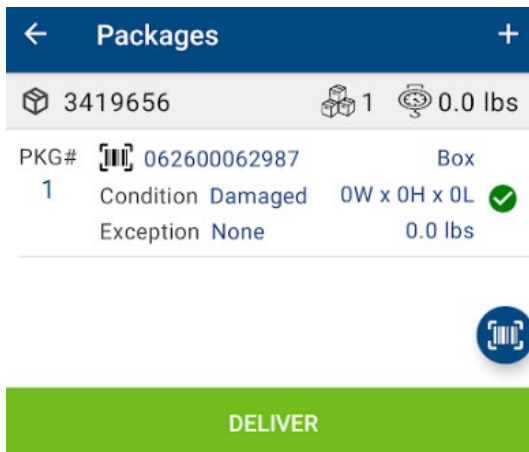 Packages
3419656 1 0.0 lbs
PKG# 062600062987 Box
1 Condition Damaged 0W x 0H x 0L
Exception None 0.0 lbs
DELIVER